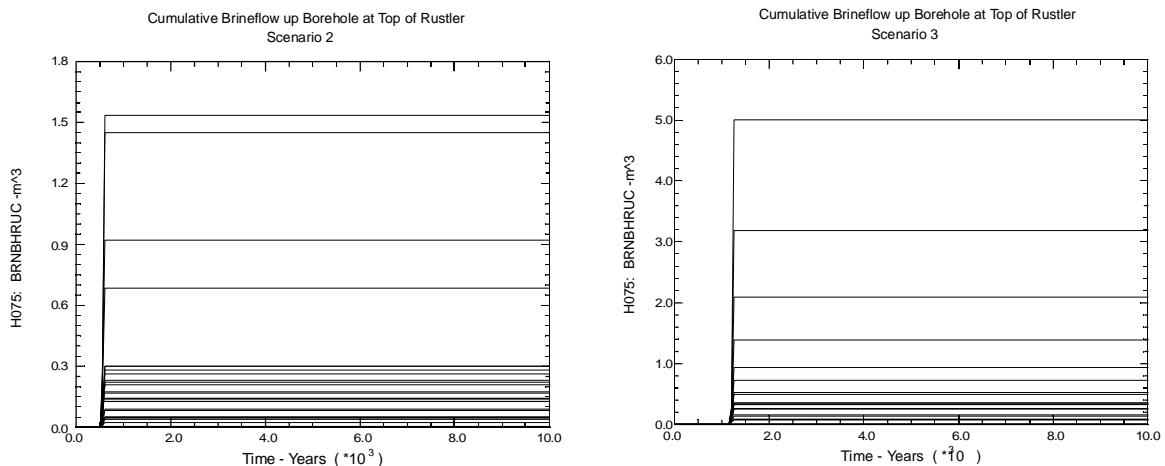 Cumulative Brineflow up Borehole at Top of Rustler
Scenario 2
H075: BRNBHRUC -m^3
1.8
1.5
1.2
0.9
0.6
0.3
0.0
0.0 2.0 4.0 6.0 8.0 10.0
Time - Years ( *10 3 )
Cumulative Brineflow up Borehole at Top of Rustler
Scenario 3
H075: BRNBHRUC -m^3
6.0
5.0
4.0
3.0
2.0
1.0
0.0
0.0 2.0 4.0 6.0 8.0 10.0
Time - Years ( *10 3 )